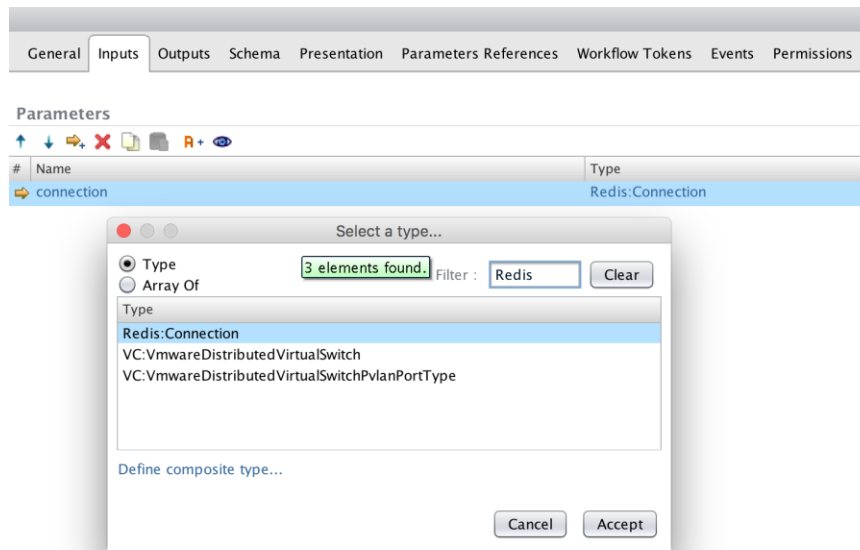 General Inputs Outputs Schema Presentation Parameters References Workflow Tokens Events Permissions
Parameters
# Name Type
connection Redis:Connection
Select a type...
Type
3 elements found. Filter : Redis Clear
Array Of
Type
Redis:Connection
VC:VmwareDistributedVirtualSwitch
VC:VmwareDistributedVirtualSwitchPvlanPortType
Define composite type...
Cancel Accept